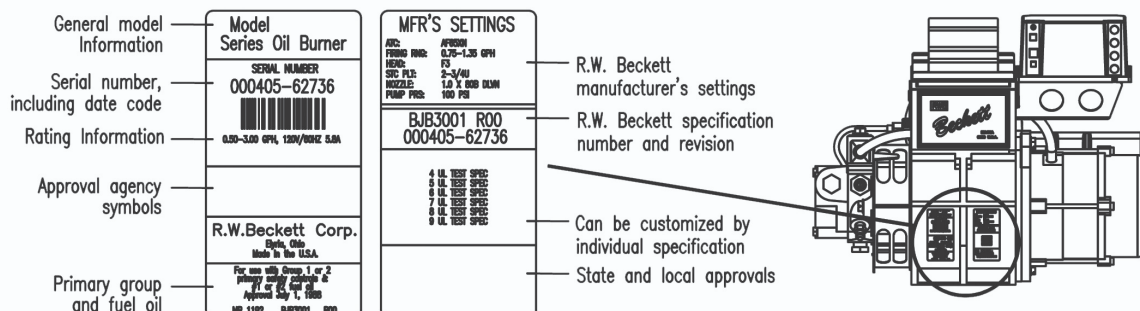 General model
Information
Serial number,
including date code
Rating Information
Approval agency
symbols
Primary group
and fuel oil
Model
Series Oil Burner
SERIAL NUMBER
000405-62736
0.50-3.00 GPH, 120V/60HZ 5.8A
R.W.Beckett Corp.
Elyria, Ohio
Made in the U.S.A.
For use with Group 1 or 2
primary safety controls &
#1 or #2 fuel oil
Approval July 1, 1988
MFR'S SETTINGS
ATC: AF65XN
FIRING RNG: 0.75-1.35 GPH
HEAD: F3
STC PLT: 2-3/4U
NOZZLE: 1.0 X 80B DLVN
PUMP PRS: 100 PSI
BJB3001 R00
000405-62736
4 UL TEST SPEC
5 UL TEST SPEC
6 UL TEST SPEC
7 UL TEST SPEC
8 UL TEST SPEC
9 UL TEST SPEC
R.W. Beckett
manufacturer's settings
R.W. Beckett specification
number and revision
Can be customized by
individual specification
State and local approvals
Beckett